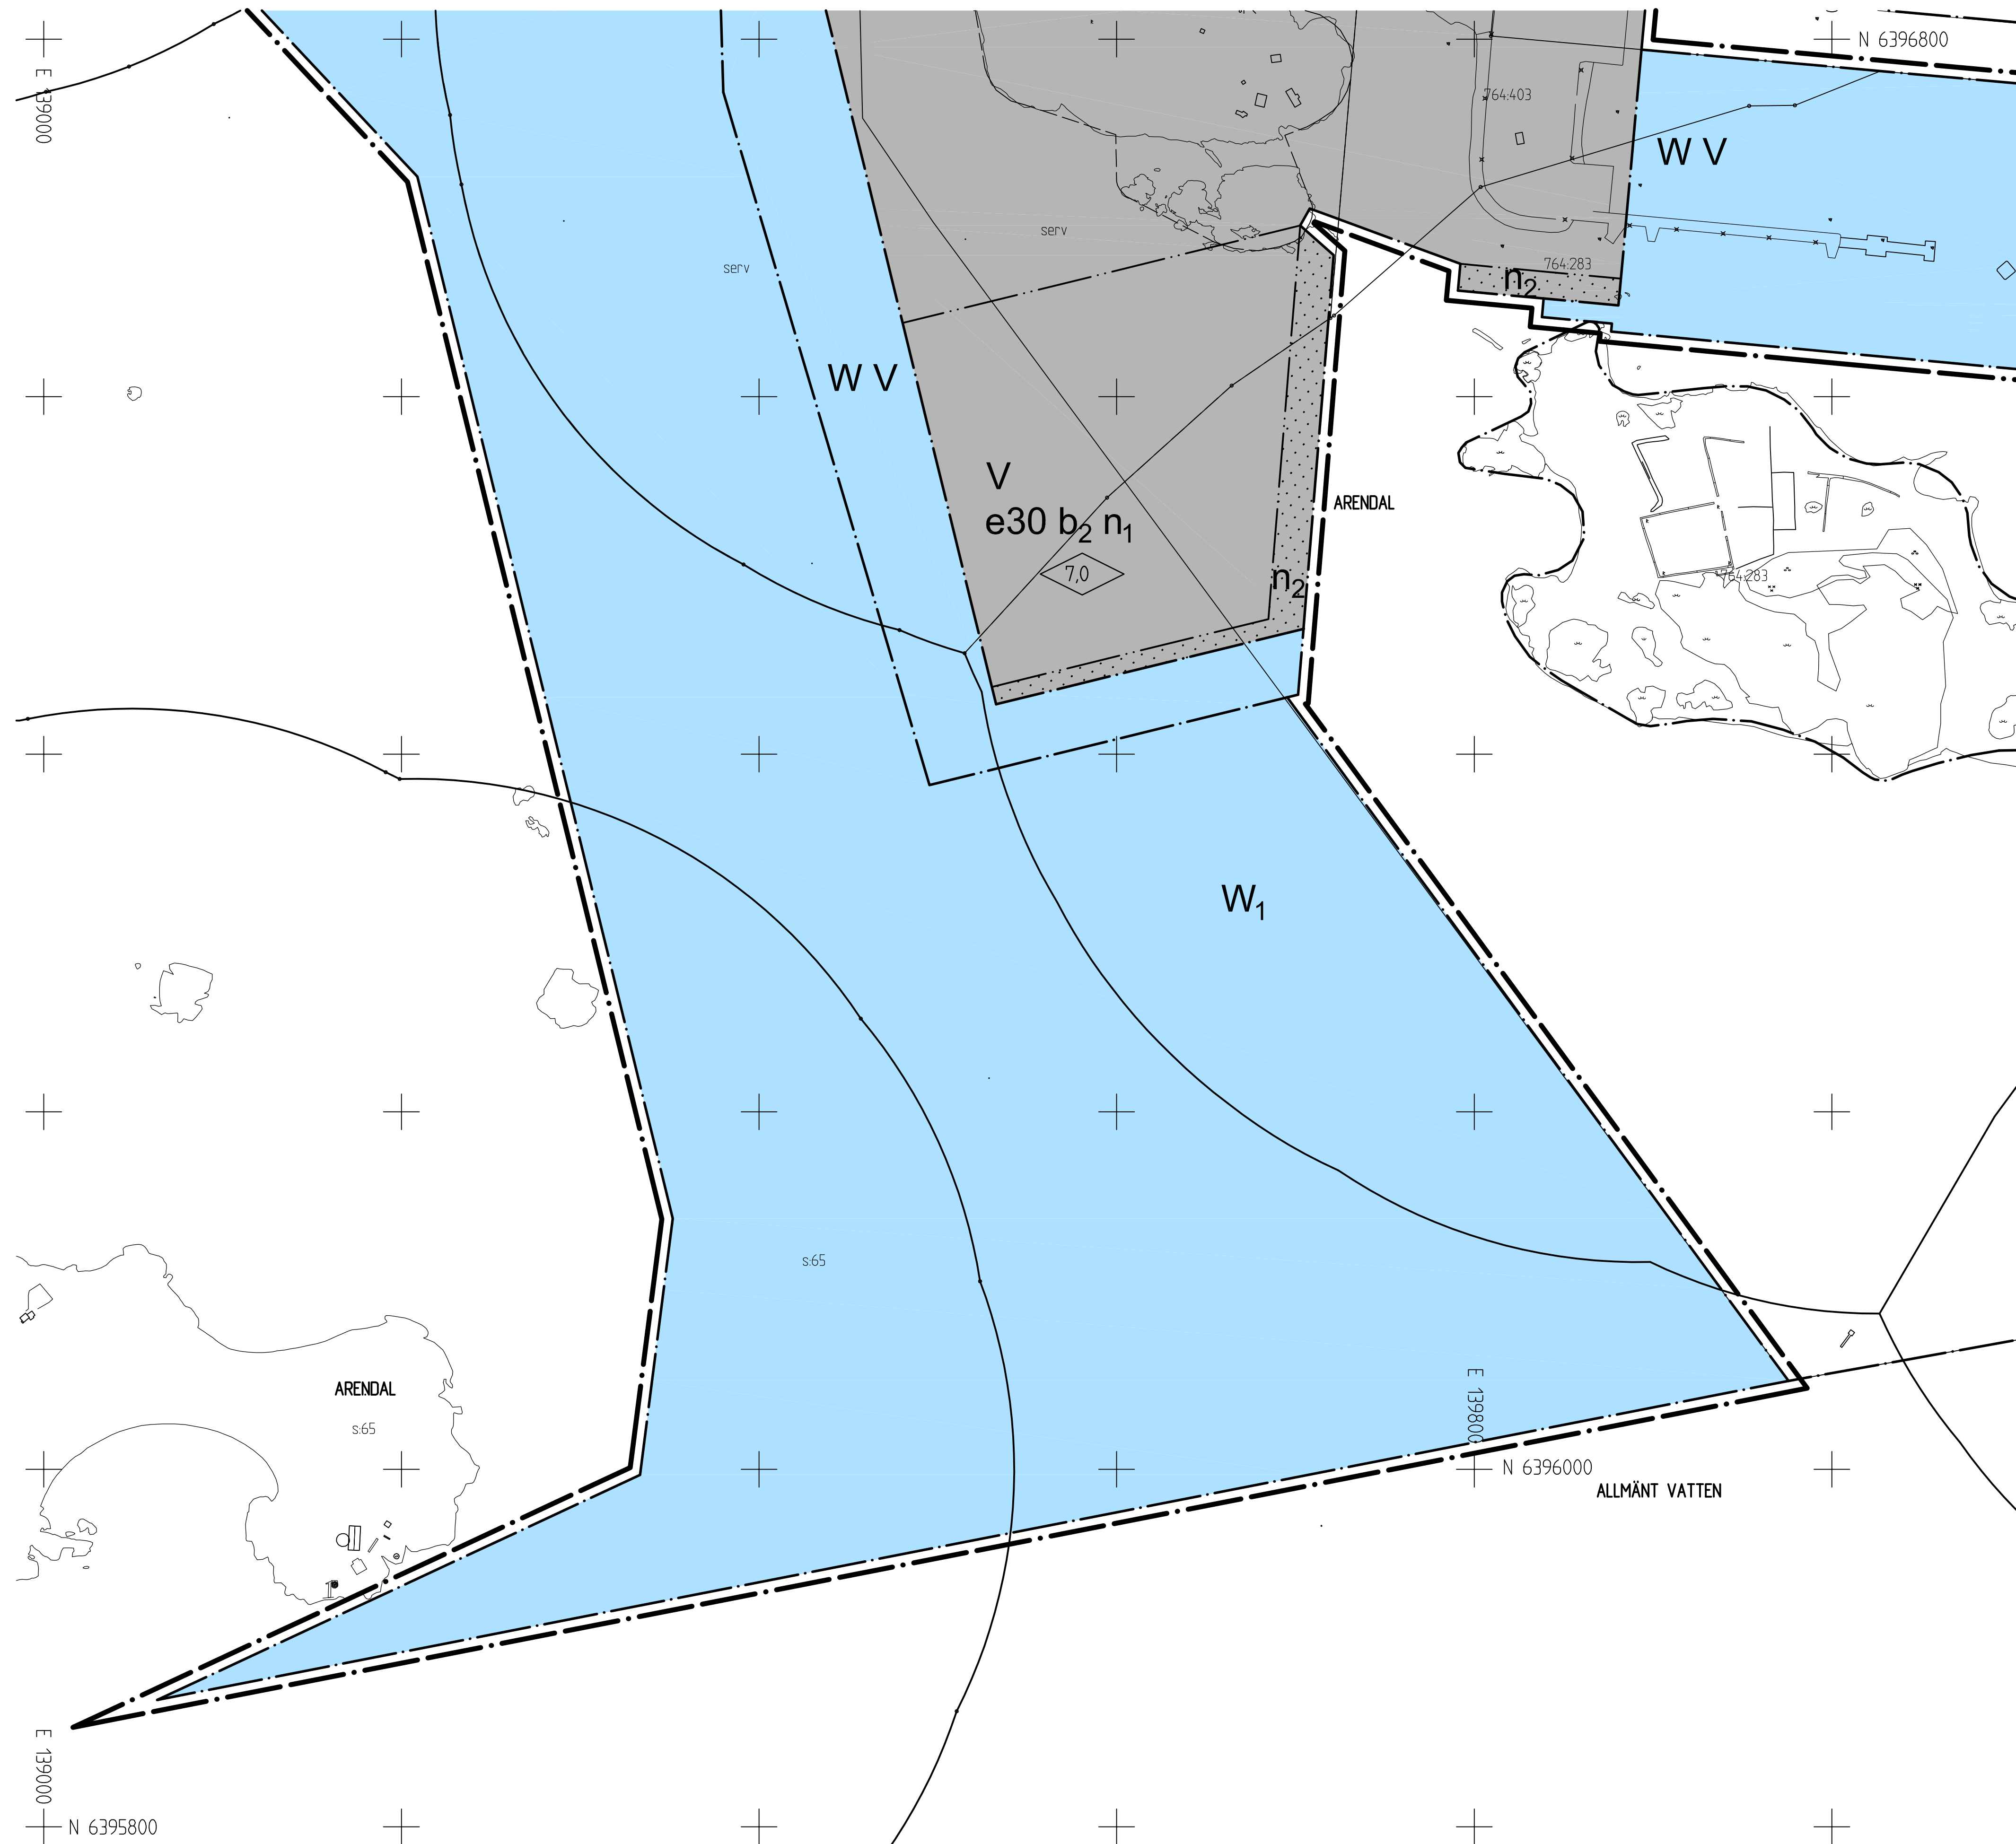 N 6396800
E 139000
764:403
W V
serv
serv
764:283
n2
W V
V
ARENDAL
e30 b2 n1
7,0
n2
764:283
W1
s:65
ARENDAL
E 139800
s:65
N 6396000
ALLMÄNT VATTEN
E 139000
N 6395800